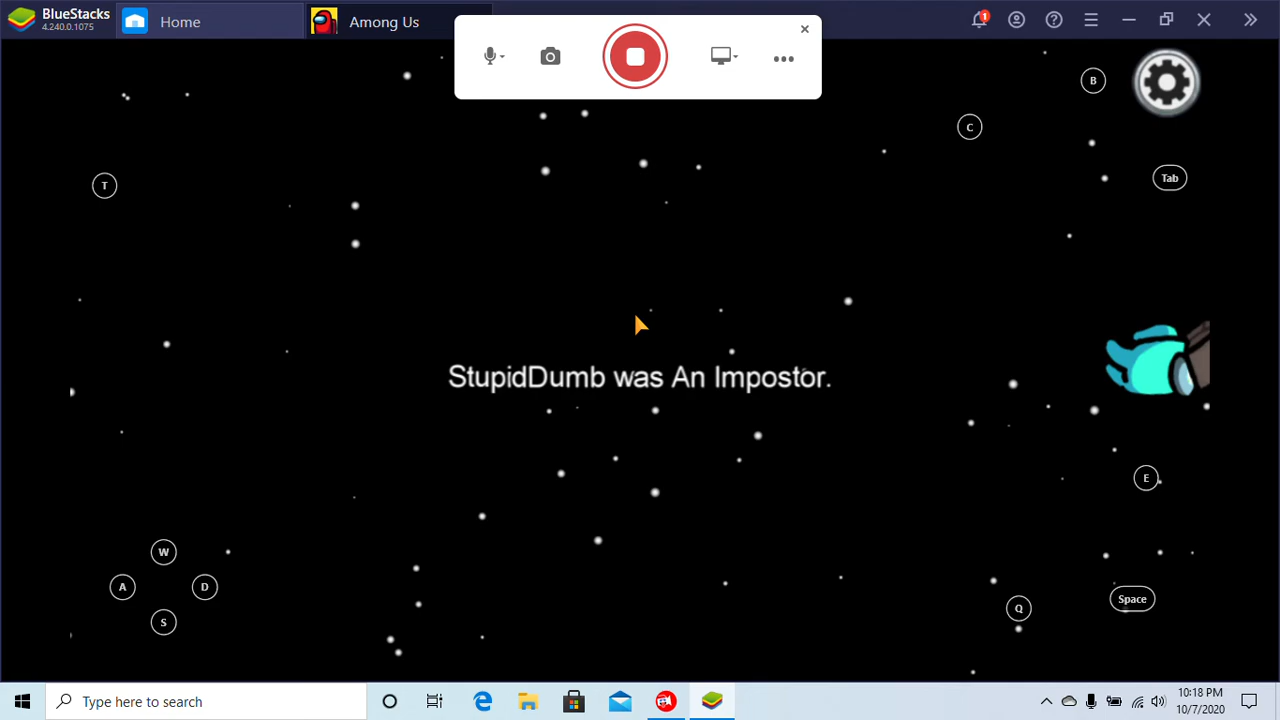 BlueStacks
4.240.0.1075
Home
Among Us
1
B
C
T
Tab
StupidDumb was An Impostor.
E
W
A
D
S
Q
Space
Type here to search
10:18 PM
10/7/2020